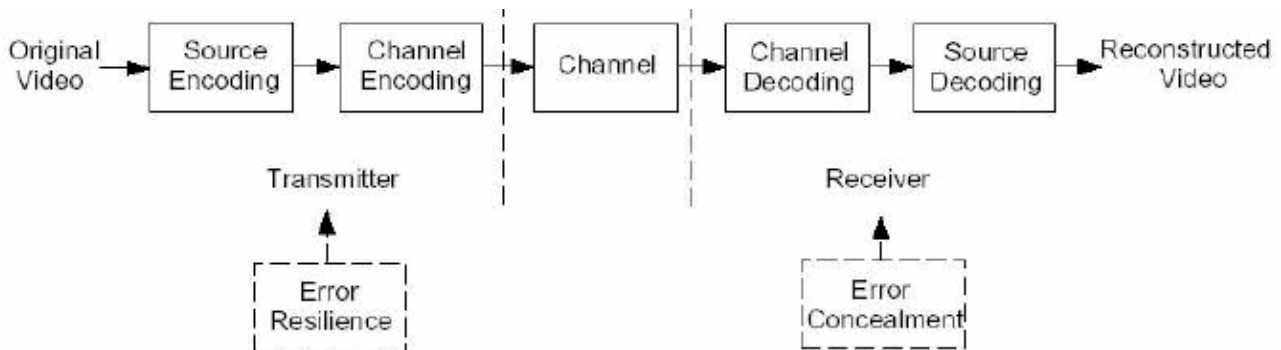 Original
Video
Source
Encoding
Channel
Encoding
Channel
Channel
Decoding
Source
Decoding
Reconstructed
Video
Transmitter
Receiver
Error
Resilience
Error
Concealment